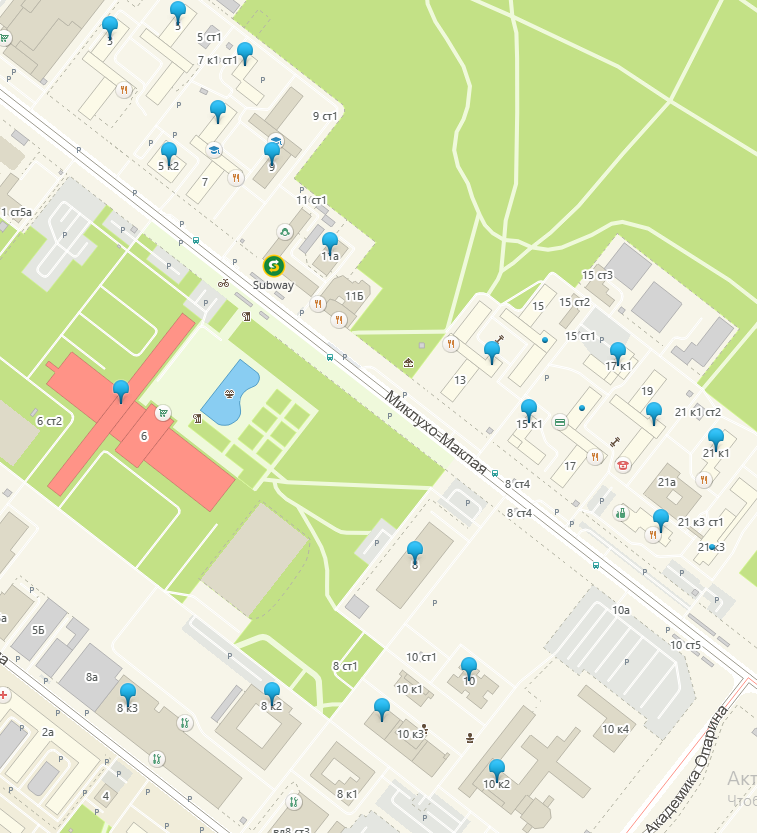 3
3
5 ст1
7 к1
ст1
9 ст1
5 к2
9
7
11 ст1
1 ст5а
11а
Subway
11Б
15 ст3
15 ст2
15
15 ст1
17 к1
13
19
21 к1
ст2
6 ст2
6
15 к1
21 к1
17
21а
Миклухо-Маклая
8 ст4
8 ст4
21 к3 ст1
21 к3
8
10а
5Б
8а
8 ст1
10 ст1
10 ст5
10
10 к1
8 к3
8 к2
2а
10 к3
10 к4
10 к2
4
8 к1
вл8 ст3
Академика Опарина
Акт
Чтоб